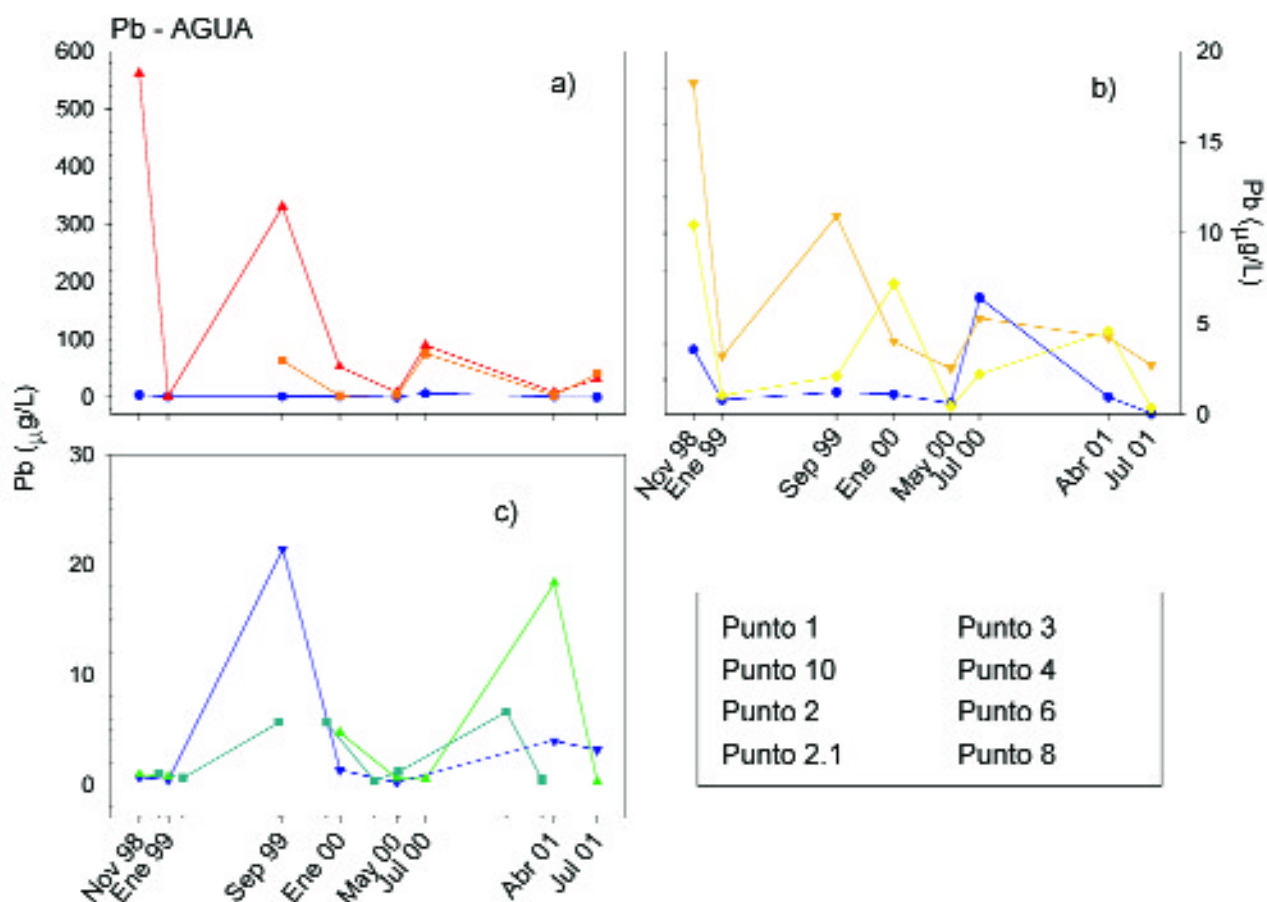 Pb - AGUA
600
500
400
300
200
100
0
a)
b)
20
15
10
5
0
Pb (µg/L)
Nov 98
Ene 99
Sep 99
Ene 00
May 00
Jul 00
Abr 01
Jul 01
Pb (µg/L)
30
20
10
0
c)
Nov 98
Ene 99
Sep 99
Ene 00
May 00
Jul 00
Abr 01
Jul 01
Punto 1
Punto 10
Punto 2
Punto 2.1
Punto 3
Punto 4
Punto 6
Punto 8